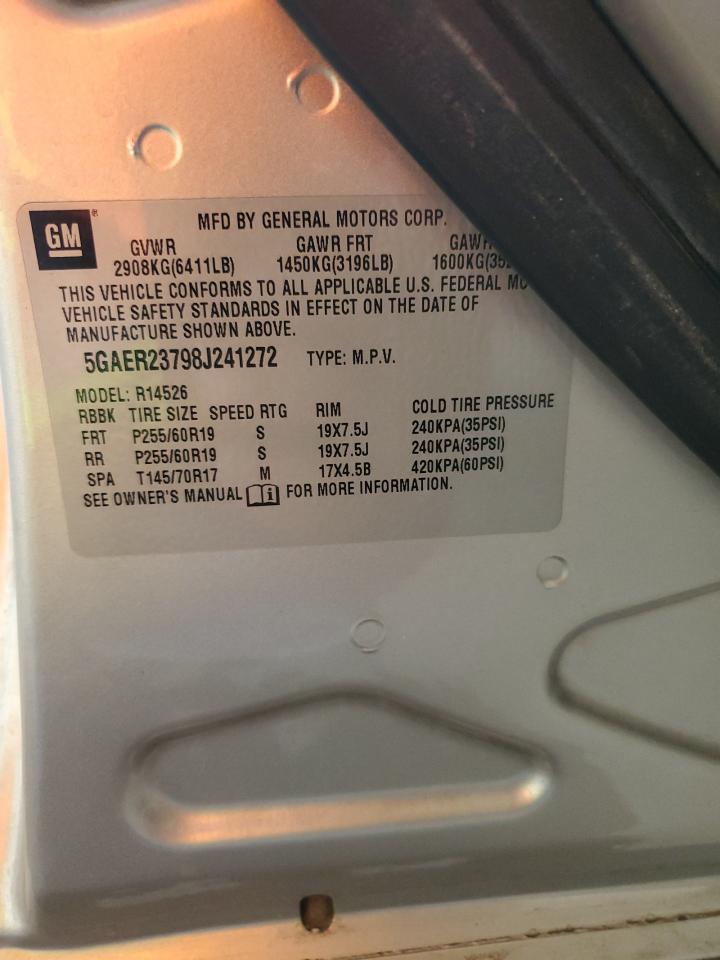 GM®
MFD BY GENERAL MOTORS CORP.
GVWR GAWR FRT
2908KG(6411LB) 1450KG(3196LB) 1600KG
THIS VEHICLE CONFORMS TO ALL APPLICABLE U.S. FEDERAL
VEHICLE SAFETY STANDARDS IN EFFECT ON THE DATE OF
MANUFACTURE SHOWN ABOVE.
5GAER23798J241272 TYPE: M.P.V.
MODEL: R14526
RBBK TIRE SIZE SPEED RTG RIM COLD TIRE PRESSURE
FRT P255/60R19 S 19X7.5J 240KPA(35PSI)
RR P255/60R19 S 19X7.5J 240KPA(35PSI)
SPA T145/70R17 M 17X4.5B 420KPA(60PSI)
SEE OWNER'S MANUAL i FOR MORE INFORMATION.